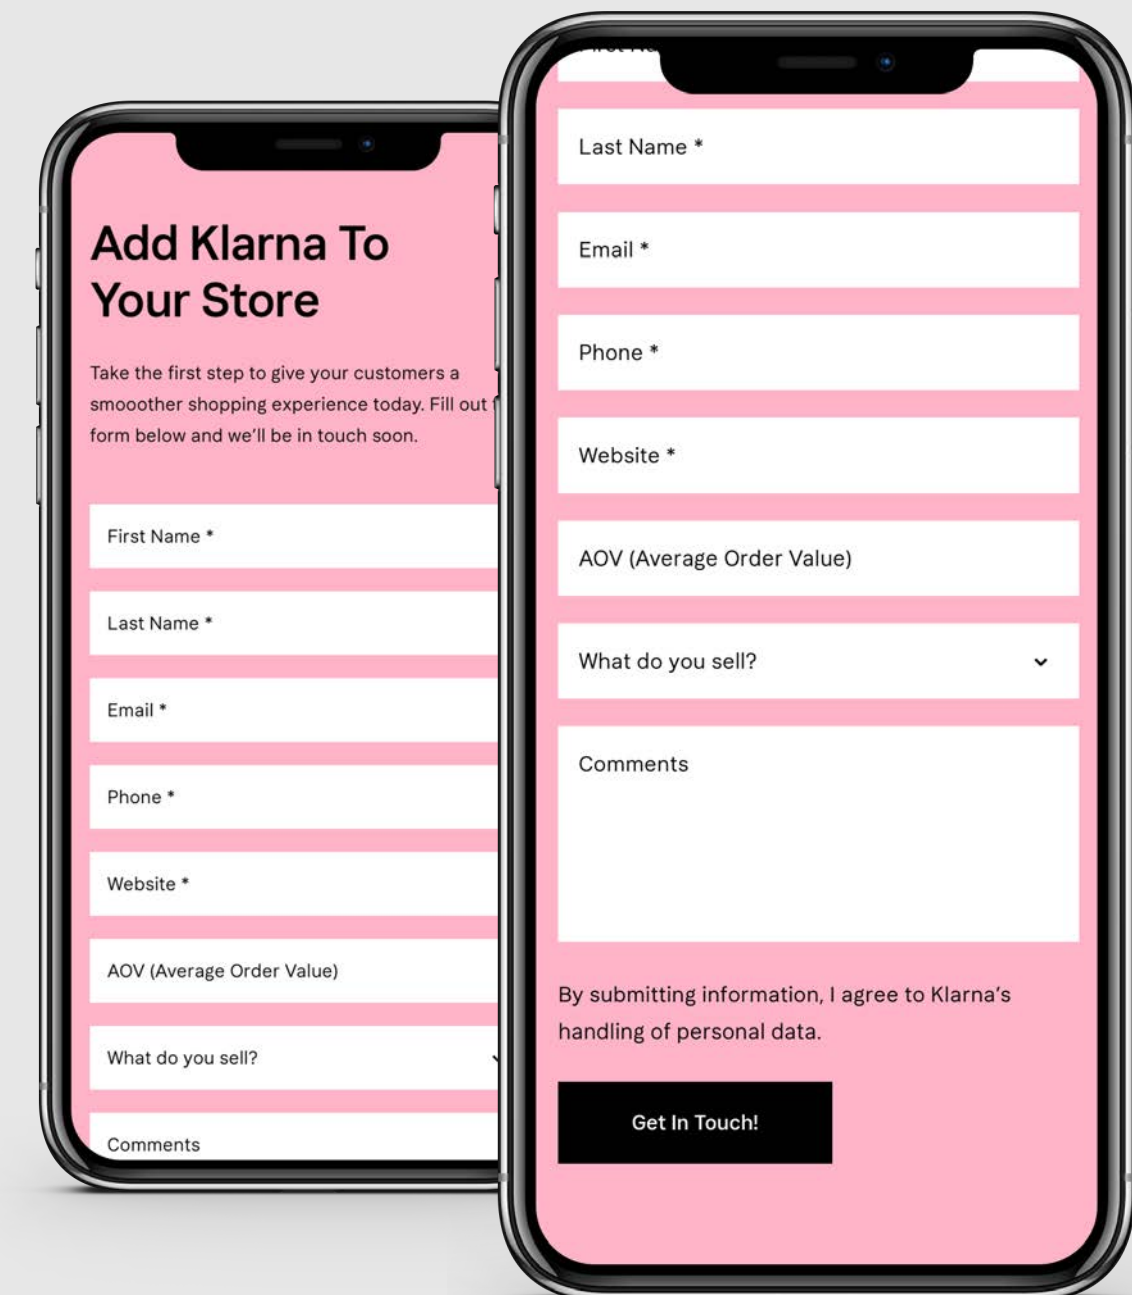 Add Klarna To
Your Store
Take the first step to give your customers a
smooother shopping experience today. Fill out
form below and we'll be in touch soon.
First Name *
Last Name *
Email *
Phone *
Website *
AOV (Average Order Value)
What do you sell?
Comments
Last Name *
Email *
Phone *
Website *
AOV (Average Order Value)
What do you sell?
Comments
By submitting information, I agree to Klarna's
handling of personal data.
Get In Touch!